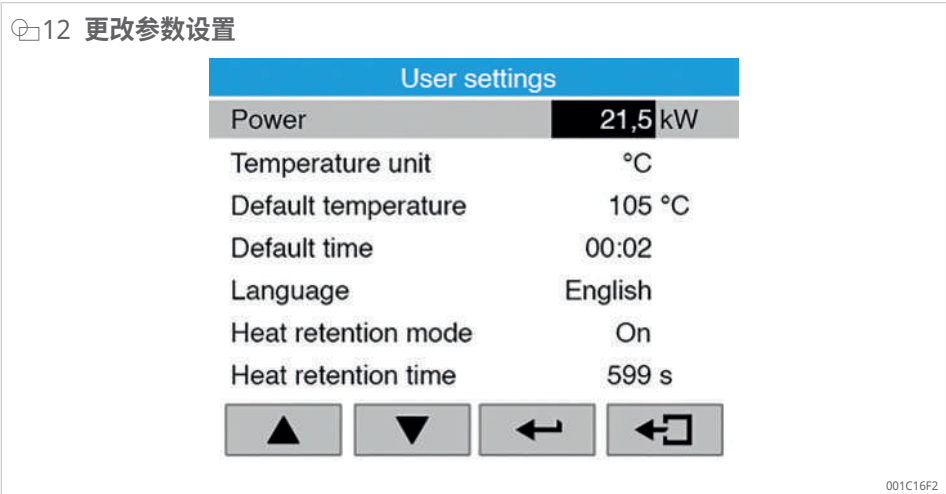 12 更改参数设置
User settings
Power 21,5 kW
Temperature unit °C
Default temperature 105 °C
Default time 00:02
Language English
Heat retention mode On
Heat retention time 599 s
001C16F2